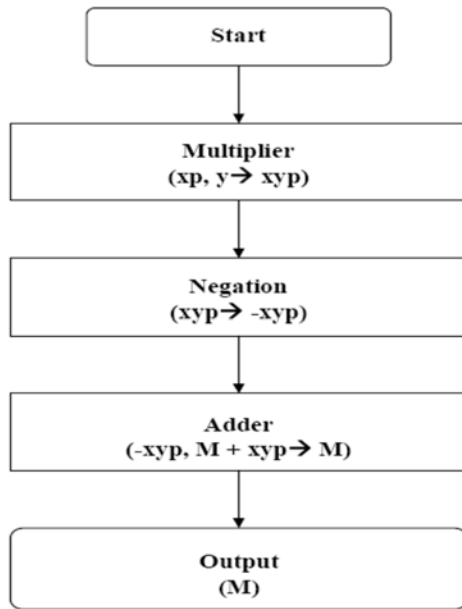 Start
Multiplier
(xp, y→ xyp)
Negation
(xyp→ -xyp)
Adder
(-xyp, M + xyp→ M)
Output
(M)